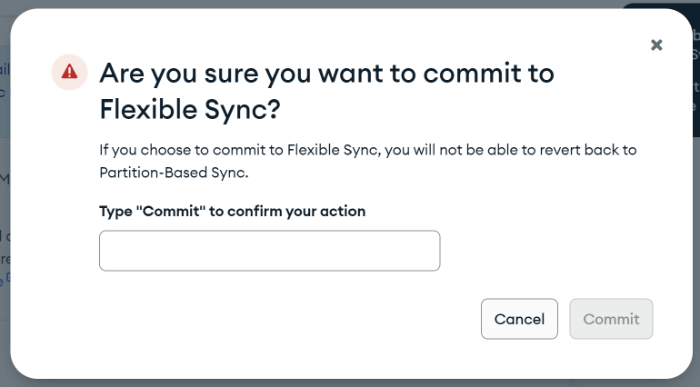 Are you sure you want to commit to
Flexible Sync?
If you choose to commit to Flexible Sync, you will not be able to revert back to
Partition-Based Sync.
Type "Commit" to confirm your action
Cancel
Commit